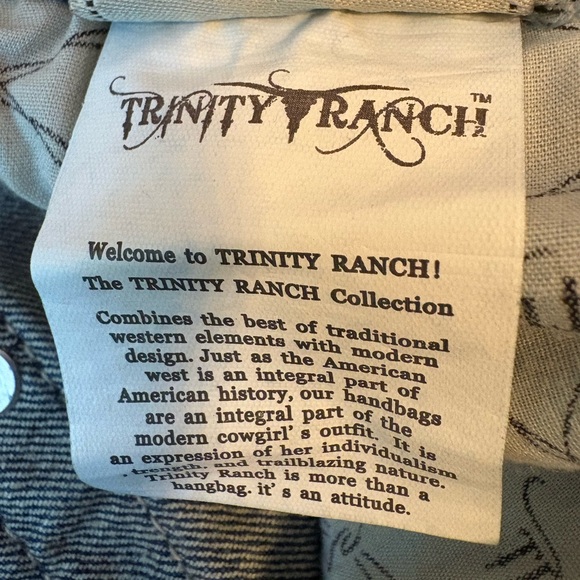 TRINITY RANCH™
Welcome to TRINITY RANCH!
The TRINITY RANCH Collection
Combines the best of traditional
western elements with modern
design. Just as the American
west is an integral part of
American history, our handbags
are an integral part of the
modern cowgirl's outfit. It is
an expression of her individualism
, strength, and trailblazing nature.
Trinity Ranch is more than a
hangbag. it's an attitude.